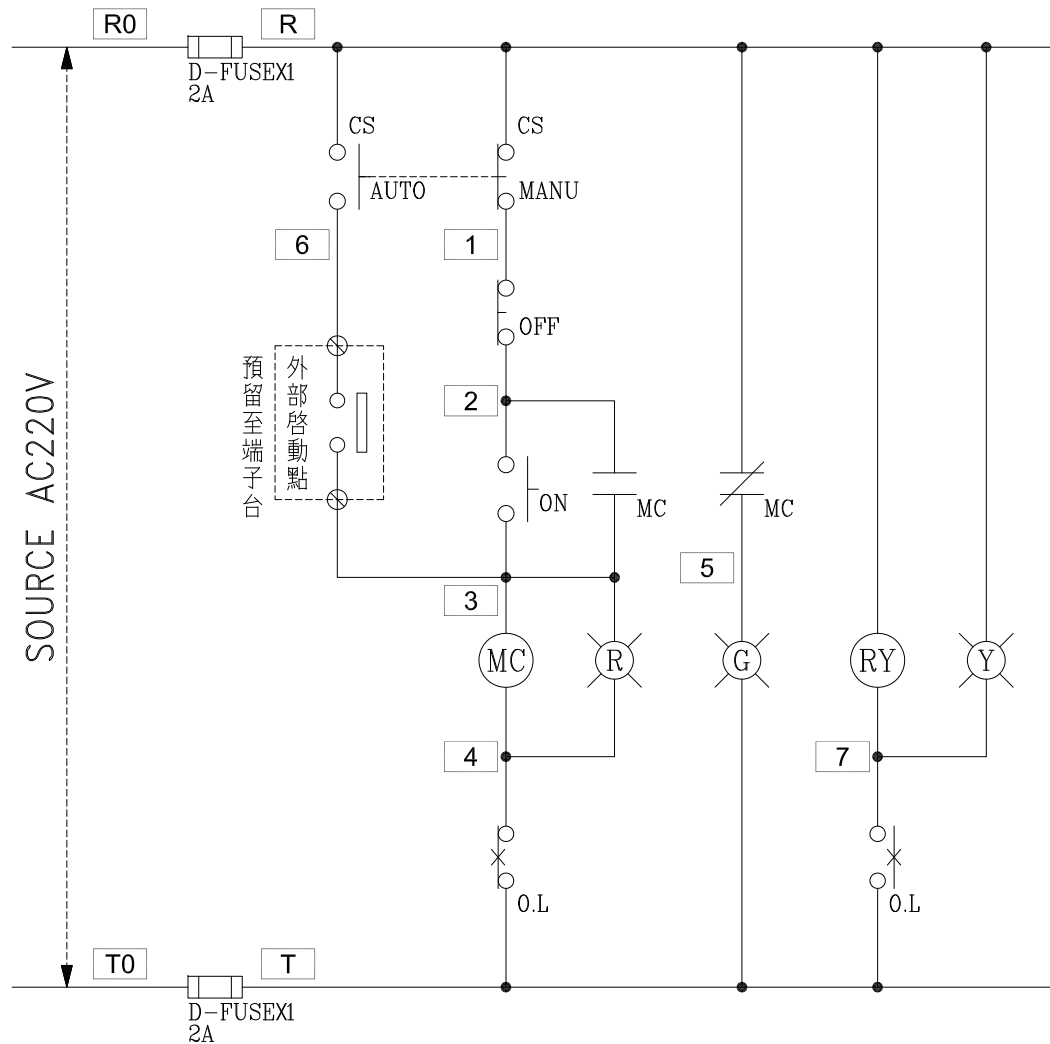 R0
R
D-FUSEX1
2A
CS
CS
AUTO
MANU
6
1
OFF
預留至端子台
外部啓動點
2
ON
MC
MC
SOURCE AC220V
5
3
MC
R
G
RY
Y
4
7
O.L
O.L
T0
T
D-FUSEX1
2A